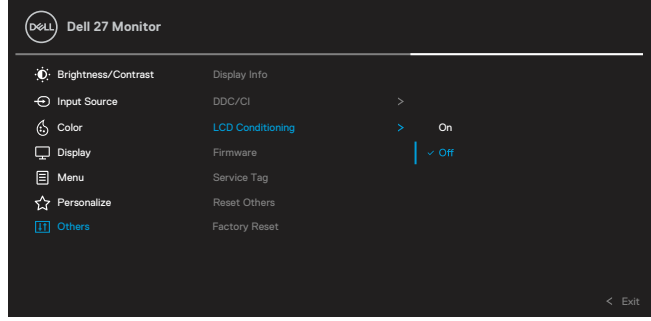 DELL Dell 27 Monitor
Brightness/Contrast Display Info
Input Source DDC/CI >
Color LCD Conditioning > On
Display Firmware ✓ Off
Menu Service Tag
Personalize Reset Others
Others Factory Reset
< Exit